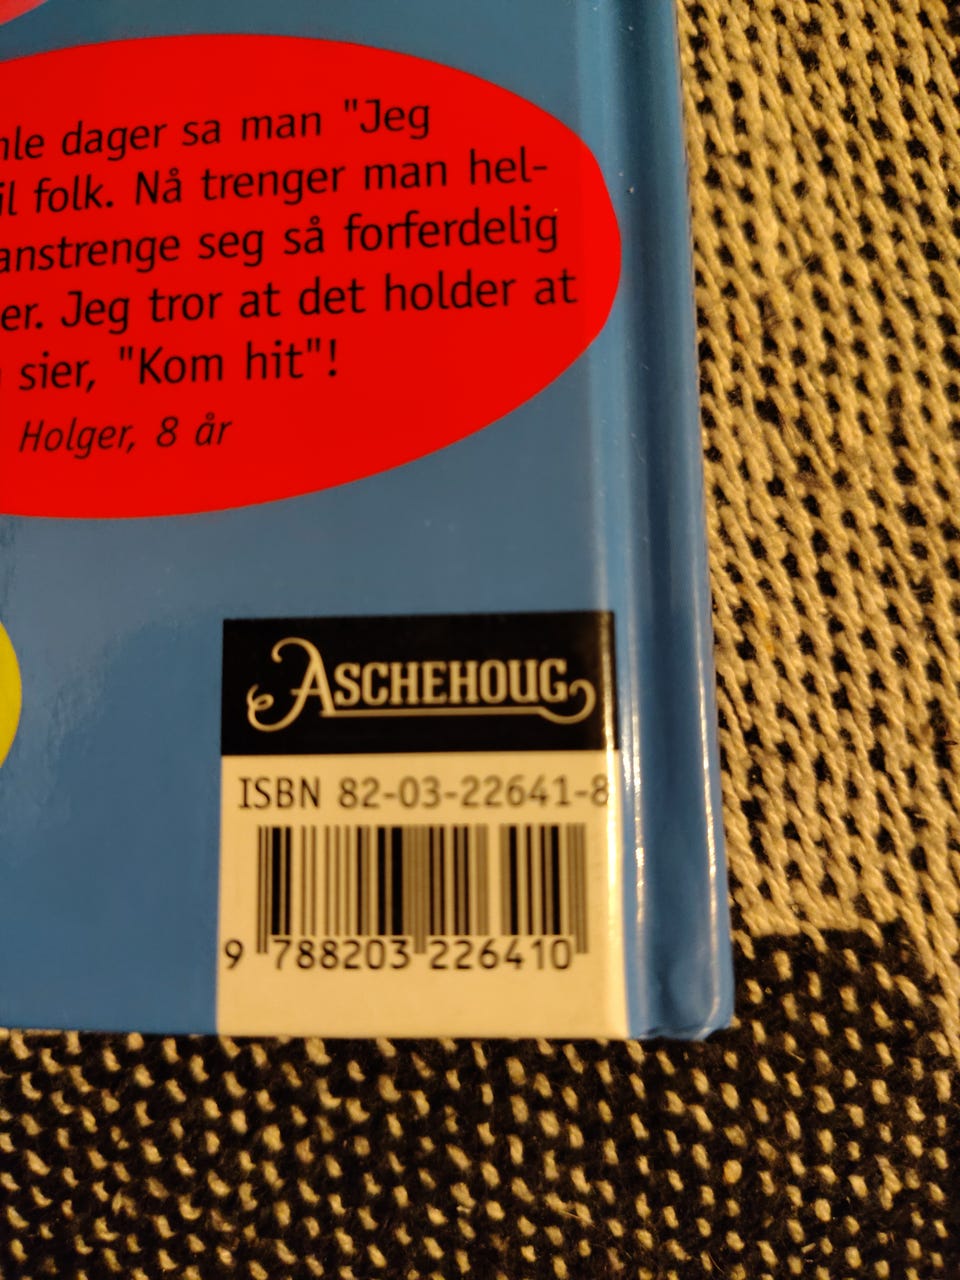 dager sa man "Jeg
folk. Nå trenger man hel-
anstrenge seg så forferdelig
er. Jeg tror at det holder at
sier, "Kom hit"!
Holger, 8 år
ASCHEHOUG
ISBN 82-03-22641-8
9 788203 226410